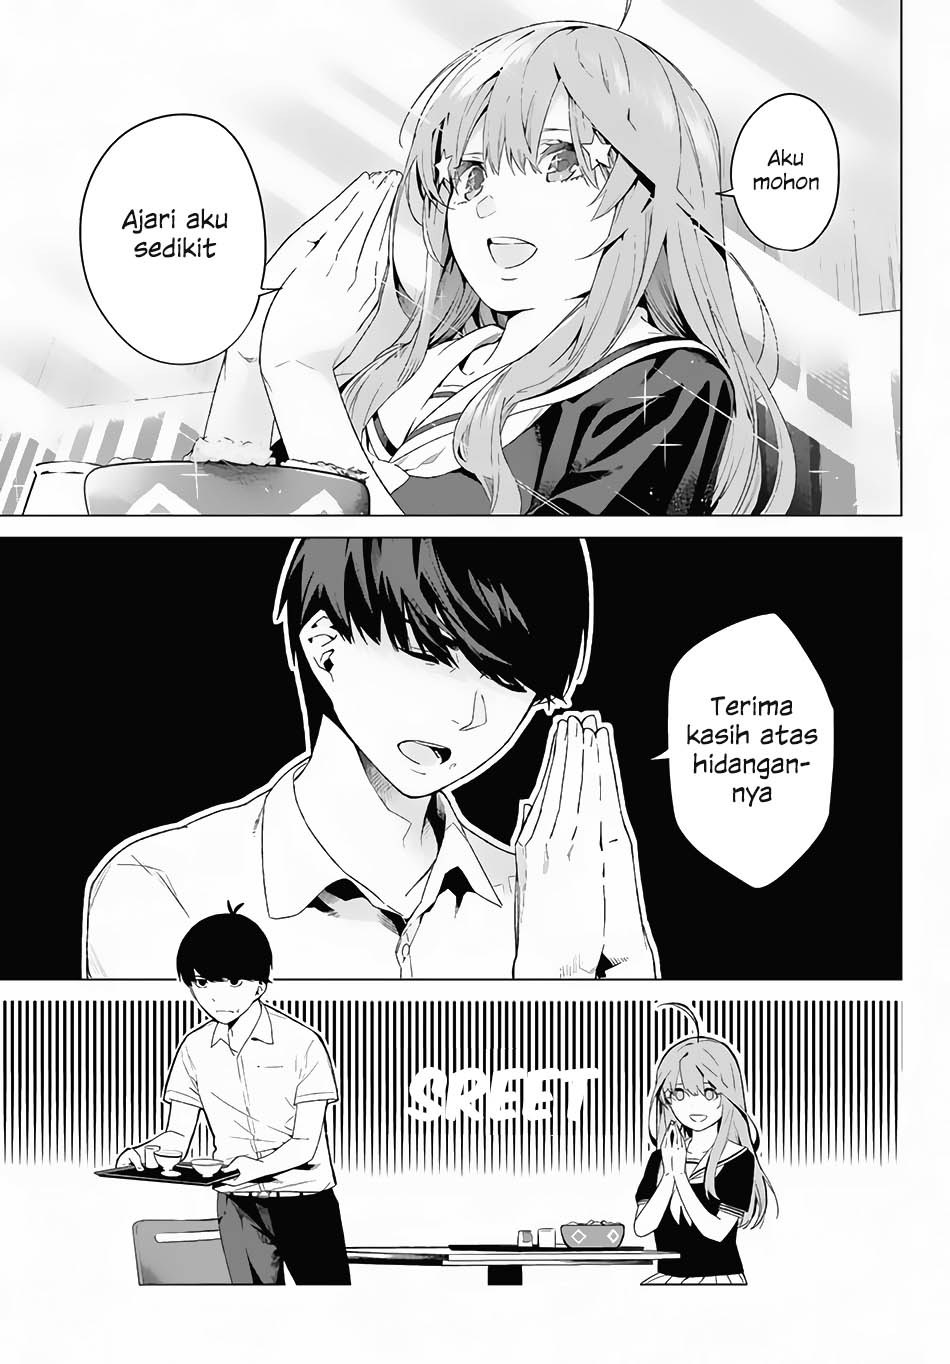 Aku
mohon
Ajari aku
sedikit
Terima
kasih atas
hidangan-
nya
SREET